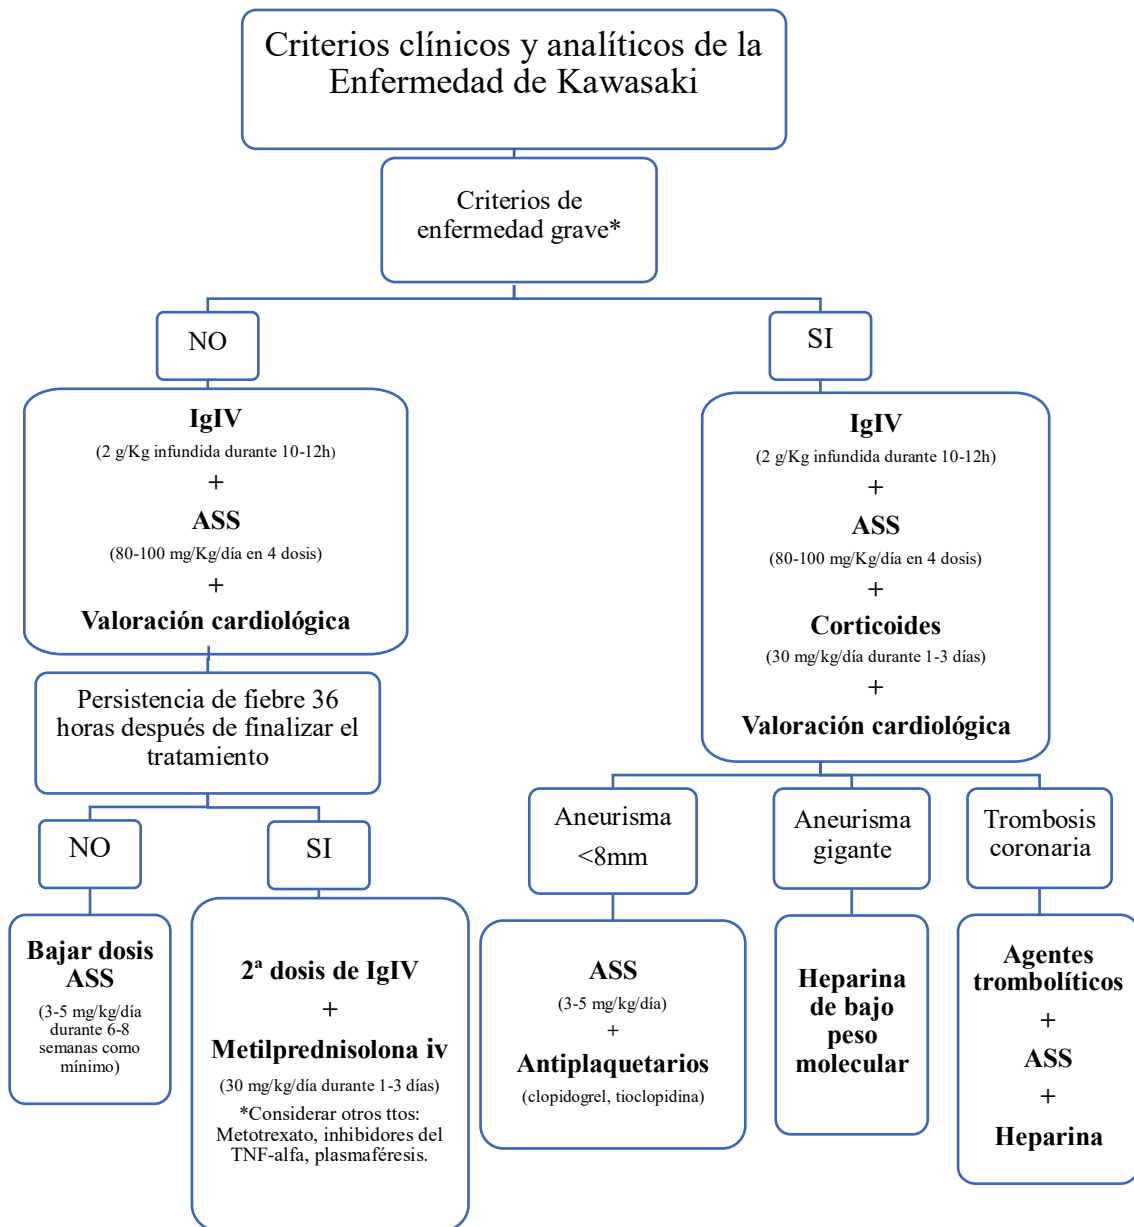 Criterios clínicos y analíticos de la
Enfermedad de Kawasaki
Criterios de
enfermedad grave*
NO
IgIV
(2 g/Kg infundida durante 10-12h)
+
ASS
(80-100 mg/Kg/día en 4 dosis)
+
Valoración cardiológica
Persistencia de fiebre 36
horas después de finalizar el
tratamiento
NO
Bajar dosis
ASS
(3-5 mg/kg/día
durante 6-8
semanas como
mínimo)
SI
2ª dosis de IgIV
+
Metilprednisolona iv
(30 mg/kg/día durante 1-3 días)
*Considerar otros ttos:
Metotrexato, inhibidores del
TNF-alfa, plasmaféresis.
SI
IgIV
(2 g/Kg infundida durante 10-12h)
+
ASS
(80-100 mg/Kg/día en 4 dosis)
+
Corticoides
(30 mg/kg/día durante 1-3 días)
+
Valoración cardiológica
Aneurisma
<8mm
ASS
(3-5 mg/kg/día)
+
Antiplaquetarios
(clopidogrel, tioclopidina)
Aneurisma
gigante
Heparina
de bajo
peso
molecular
Trombosis
coronaria
Agentes
trombolíticos
+
ASS
+
Heparina